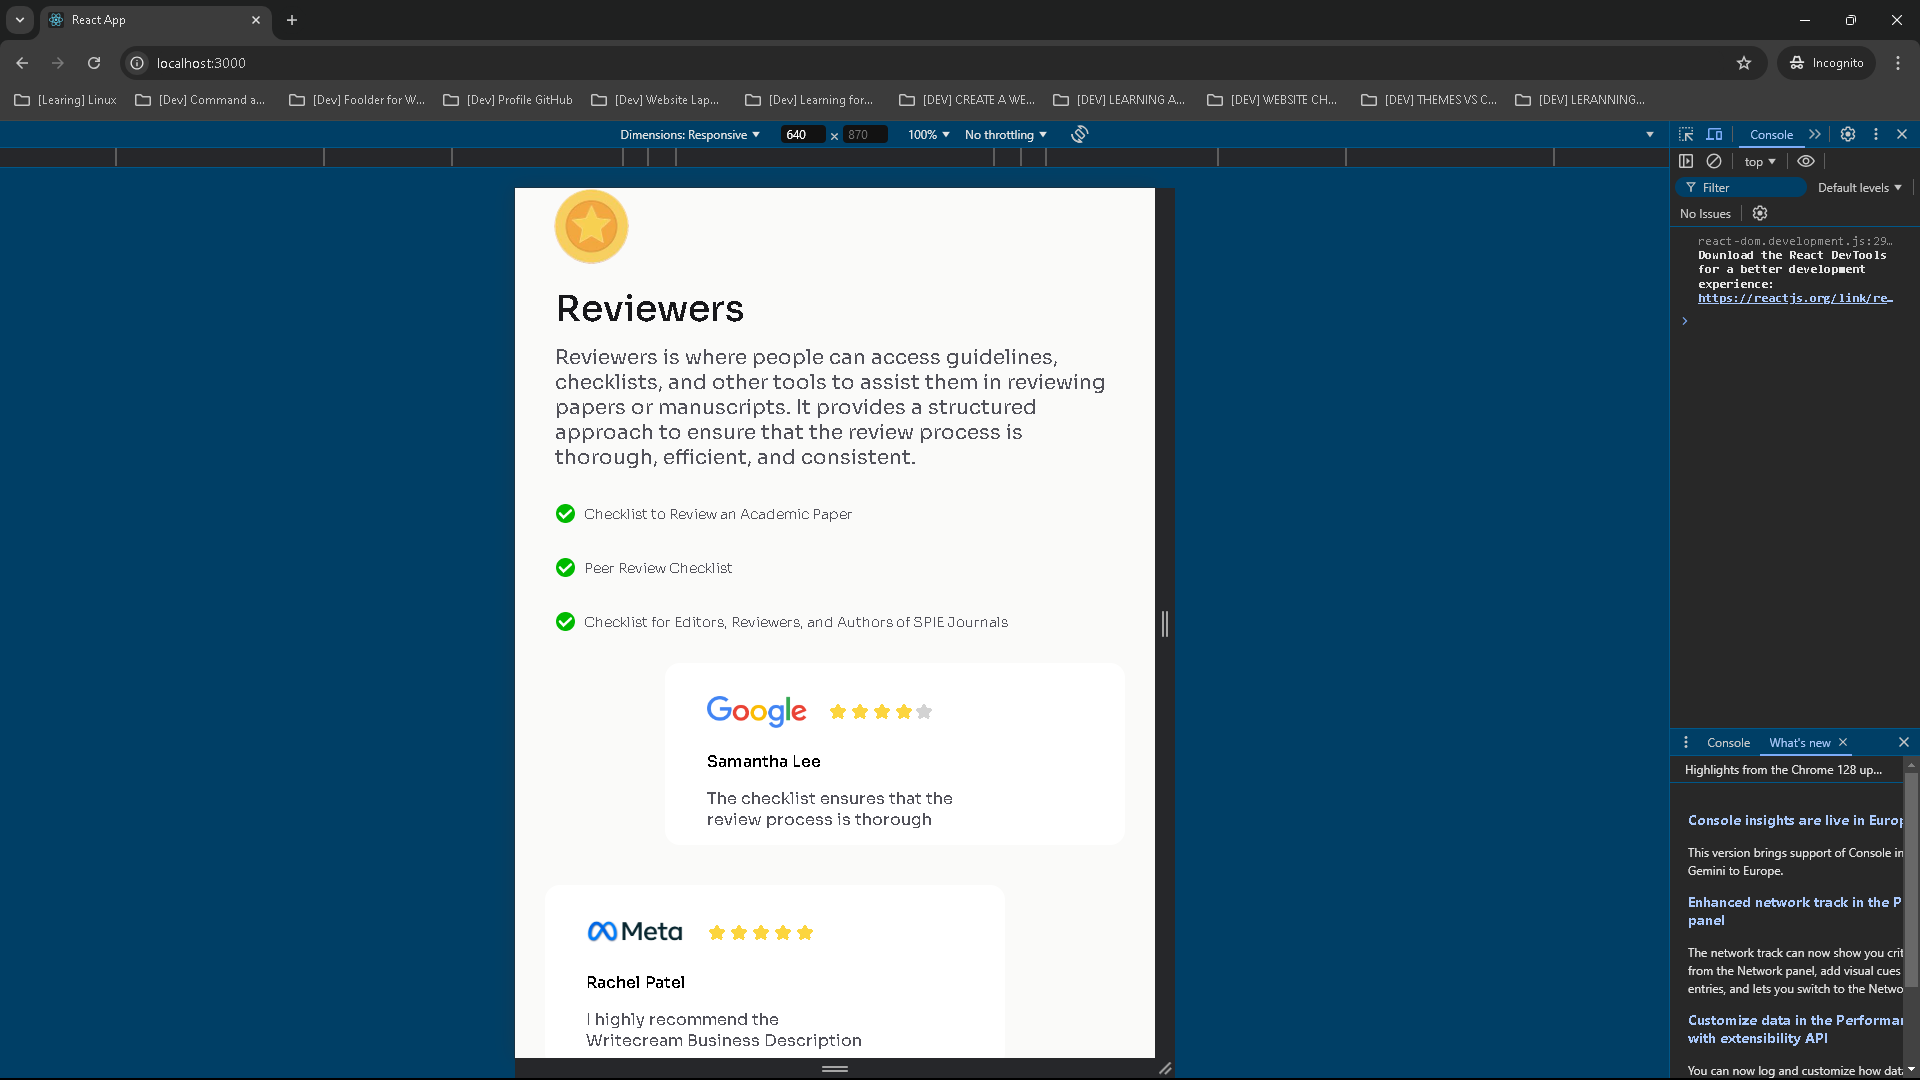 React App
localhost:3000
Incognito
[Learing] Linux
[Dev] Command a...
[Dev] Foolder for W...
[Dev] Profile GitHub
[Dev] Website Lap...
[Dev] Learning for...
[DEV] CREATE A WE...
[DEV] LEARNING A...
[DEV] WEBSITE CH...
[DEV] THEMES VS C...
[DEV] LERANNING...
Dimensions: Responsive
640
×
870
100%
No throttling
Console
top
Filter
Default levels
No Issues
react-dom.development.js:29…
Download the React DevTools
for a better development
experience:
https://reactjs.org/link/re…
Reviewers
Reviewers is where people can access guidelines,
checklists, and other tools to assist them in reviewing
papers or manuscripts. It provides a structured
approach to ensure that the review process is
thorough, efficient, and consistent.
Checklist to Review an Academic Paper
Peer Review Checklist
Checklist for Editors, Reviewers, and Authors of SPIE Journals
Google
Samantha Lee
The checklist ensures that the
review process is thorough
Meta
Rachel Patel
I highly recommend the
Writecream Business Description
Console
What's new
Highlights from the Chrome 128 up...
Console insights are live in Europ
This version brings support of Console in
Gemini to Europe.
Enhanced network track in the P
panel
The network track can now show you crit
from the Network panel, add visual cues
entries, and lets you switch to the Netwo
Customize data in the Performan
with extensibility API
You can now log and customize how data